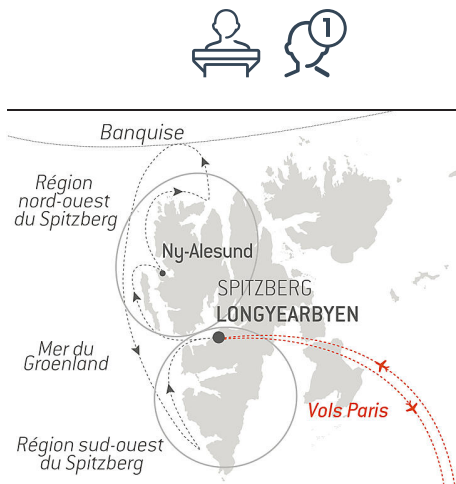 1
Banquise
Région
nord-ouest
du Spitzberg
Ny-Alesund
SPITZBERG
LONGYEARBYEN
Mer du
Groenland
Vols Paris
Région sud-ouest
du Spitzberg